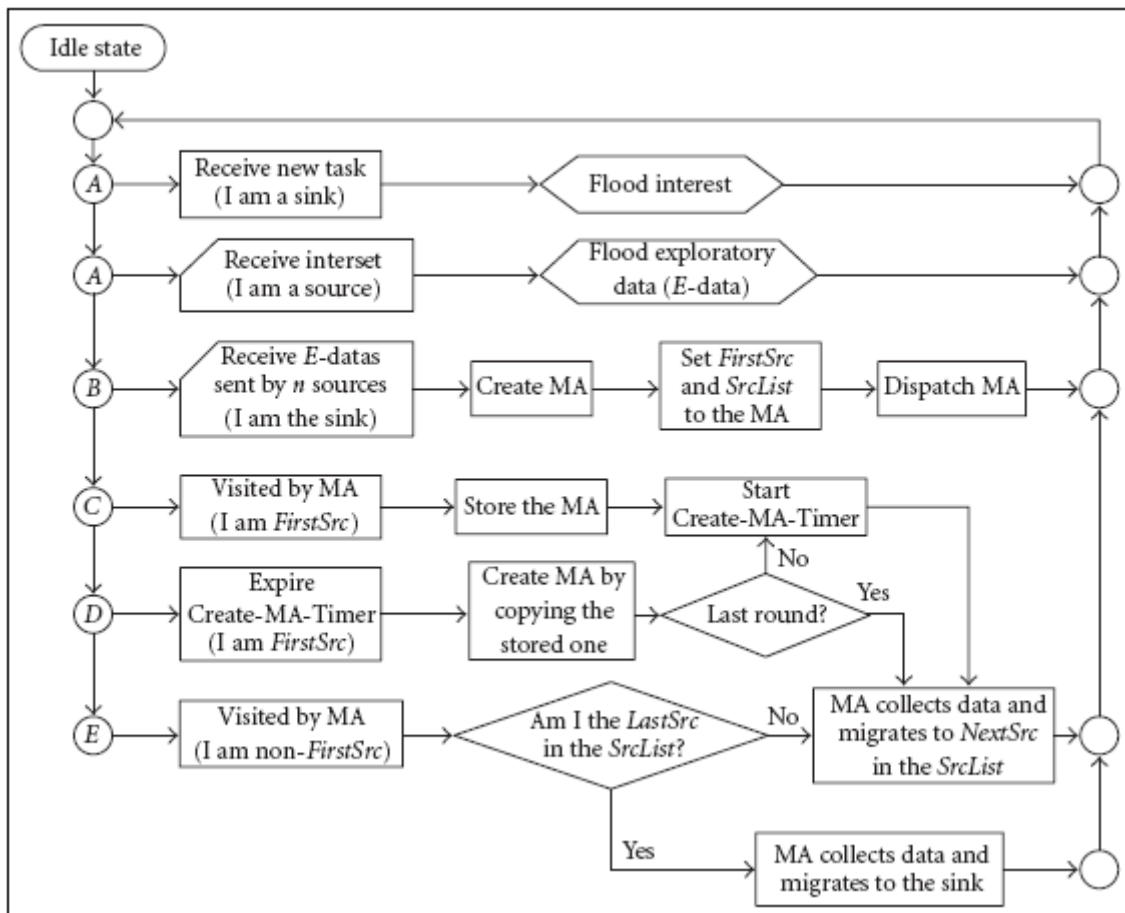 Idle state
A
Receive new task
(I am a sink)
Flood interest
A
Receive interset
(I am a source)
Flood exploratory
data (E-data)
B
Receive E-datas
sent by n sources
(I am the sink)
Create MA
Set FirstSrc
and SrcList
to the MA
Dispatch MA
C
Visited by MA
(I am FirstSrc)
Store the MA
Start
Create-MA-Timer
No
D
Expire
Create-MA-Timer
(I am FirstSrc)
Create MA by
copying the
stored one
Last round?
Yes
E
Visited by MA
(I am non-FirstSrc)
Am I the LastSrc
in the SrcList?
No
MA collects data and
migrates to NextSrc
in the SrcList
Yes
MA collects data and
migrates to the sink